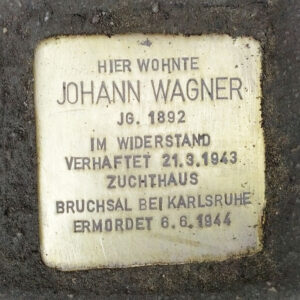 HIER WOHNTE
JOHANN WAGNER
JG. 1892
IM WIDERSTAND
VERHAFTET 21.3.1943
ZUCHTHAUS
BRUCHSAL BEI KARLSRUHE
ERMORDET 6.6.1944